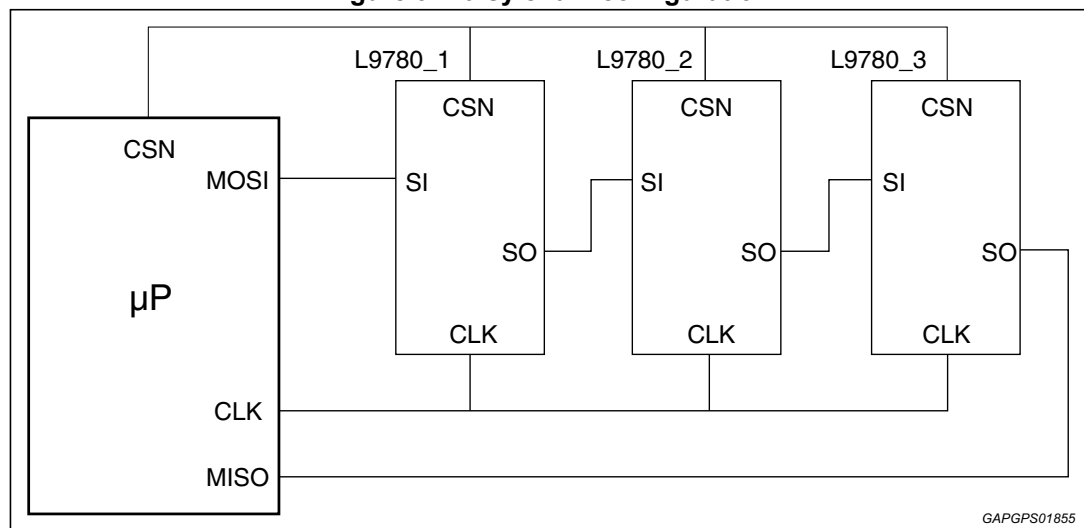 L9780_1
L9780_2
L9780_3
CSN
CSN
CSN
CSN
MOSI
SI
SI
SI
SO
SO
SO
µP
CLK
CLK
CLK
CLK
MISO
GAPGPS01855